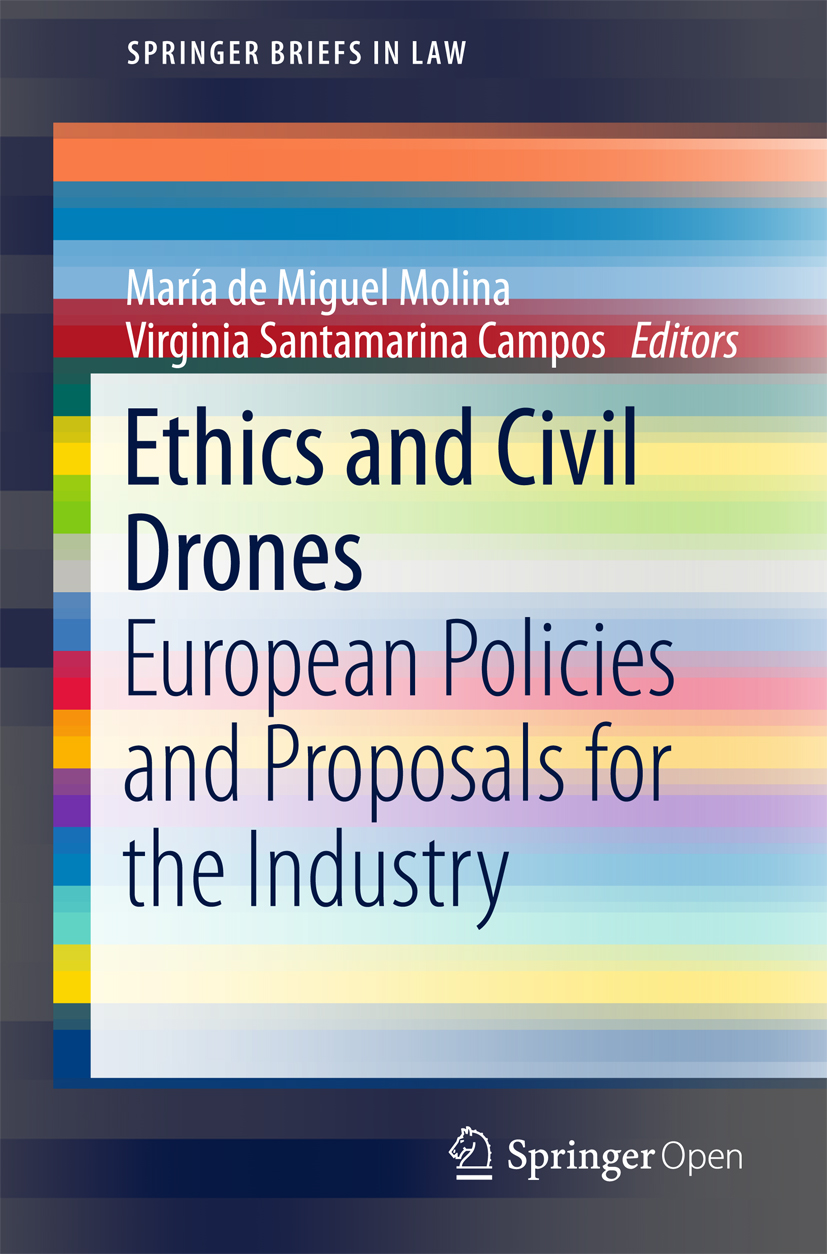 SPRINGER BRIEFS IN LAW
María de Miguel Molina
Virginia Santamarina Campos Editors
Ethics and Civil
Drones
European Policies
and Proposals for
the Industry
Springer Open